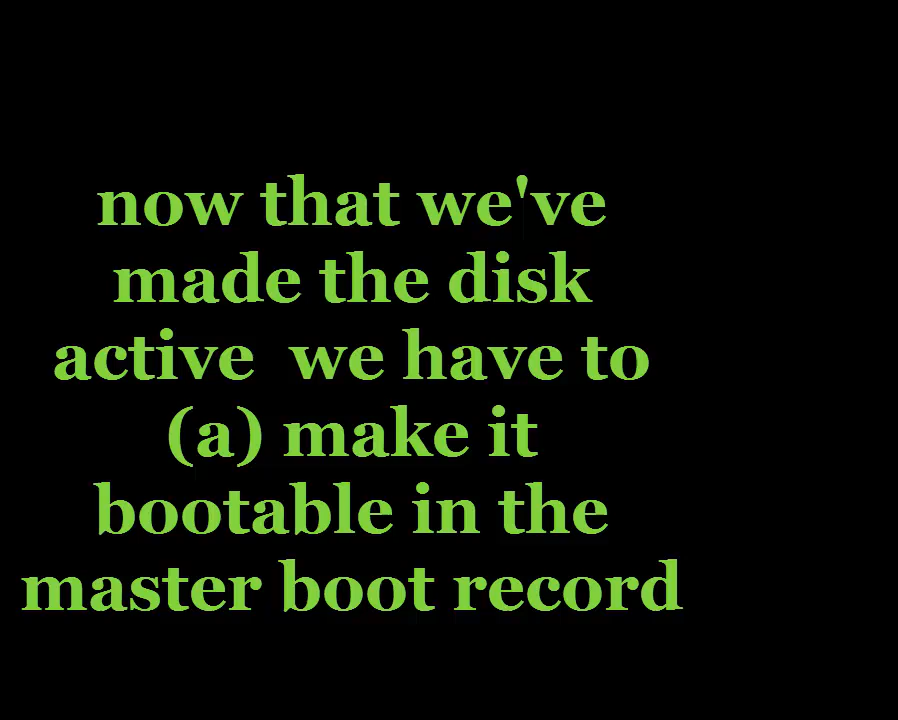 now that we've
made the disk
active  we have to
(a) make it
bootable in the
master boot record